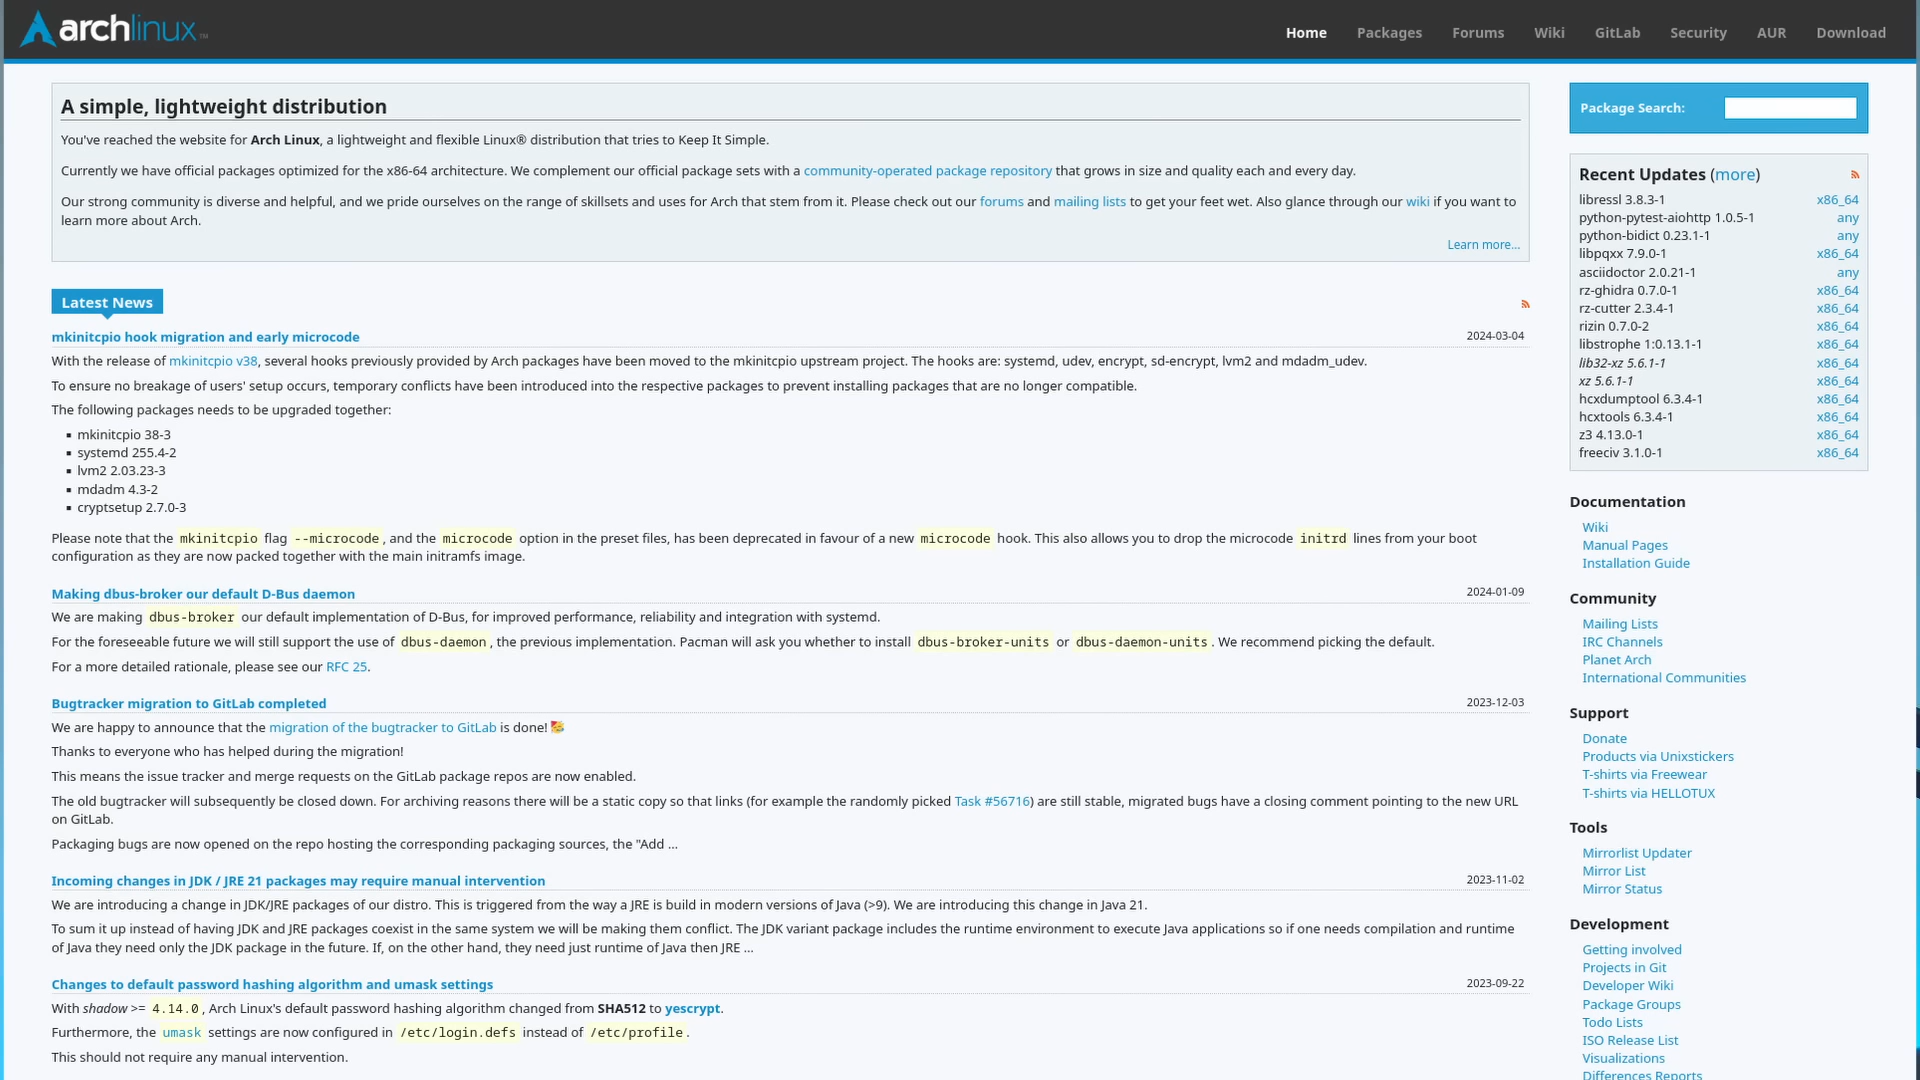 archlinux™
Home Packages Forums Wiki GitLab Security AUR Download
A simple, lightweight distribution
You've reached the website for Arch Linux, a lightweight and flexible Linux® distribution that tries to Keep It Simple.
Currently we have official packages optimized for the x86-64 architecture. We complement our official package sets with a community-operated package repository that grows in size and quality each and every day.
Our strong community is diverse and helpful, and we pride ourselves on the range of skillsets and uses for Arch that stem from it. Please check out our forums and mailing lists to get your feet wet. Also glance through our wiki if you want to
learn more about Arch.
Learn more...
Latest News
mkinitcpio hook migration and early microcode 2024-03-04
With the release of mkinitcpio v38, several hooks previously provided by Arch packages have been moved to the mkinitcpio upstream project. The hooks are: systemd, udev, encrypt, sd-encrypt, lvm2 and mdadm_udev.
To ensure no breakage of users' setup occurs, temporary conflicts have been introduced into the respective packages to prevent installing packages that are no longer compatible.
The following packages needs to be upgraded together:
▪ mkinitcpio 38-3
▪ systemd 255.4-2
▪ lvm2 2.03.23-3
▪ mdadm 4.3-2
▪ cryptsetup 2.7.0-3
Please note that the mkinitcpio flag --microcode, and the microcode option in the preset files, has been deprecated in favour of a new microcode hook. This also allows you to drop the microcode initrd lines from your boot
configuration as they are now packed together with the main initramfs image.
Making dbus-broker our default D-Bus daemon 2024-01-09
We are making dbus-broker our default implementation of D-Bus, for improved performance, reliability and integration with systemd.
For the foreseeable future we will still support the use of dbus-daemon, the previous implementation. Pacman will ask you whether to install dbus-broker-units or dbus-daemon-units. We recommend picking the default.
For a more detailed rationale, please see our RFC 25.
Bugtracker migration to GitLab completed 2023-12-03
We are happy to announce that the migration of the bugtracker to GitLab is done! 🥳
Thanks to everyone who has helped during the migration!
This means the issue tracker and merge requests on the GitLab package repos are now enabled.
The old bugtracker will subsequently be closed down. For archiving reasons there will be a static copy so that links (for example the randomly picked Task #56716) are still stable, migrated bugs have a closing comment pointing to the new URL
on GitLab.
Packaging bugs are now opened on the repo hosting the corresponding packaging sources, the "Add ...
Incoming changes in JDK / JRE 21 packages may require manual intervention 2023-11-02
We are introducing a change in JDK/JRE packages of our distro. This is triggered from the way a JRE is build in modern versions of Java (>9). We are introducing this change in Java 21.
To sum it up instead of having JDK and JRE packages coexist in the same system we will be making them conflict. The JDK variant package includes the runtime environment to execute Java applications so if one needs compilation and runtime
of Java they need only the JDK package in the future. If, on the other hand, they need just runtime of Java then JRE ...
Changes to default password hashing algorithm and umask settings 2023-09-22
With shadow >= 4.14.0, Arch Linux's default password hashing algorithm changed from SHA512 to yescrypt.
Furthermore, the umask settings are now configured in /etc/login.defs instead of /etc/profile.
This should not require any manual intervention.
Package Search:
Recent Updates (more)
libressl 3.8.3-1 x86_64
python-pytest-aiohttp 1.0.5-1 any
python-bidict 0.23.1-1 any
libpqxx 7.9.0-1 x86_64
asciidoctor 2.0.21-1 any
rz-ghidra 0.7.0-1 x86_64
rz-cutter 2.3.4-1 x86_64
rizin 0.7.0-2 x86_64
libstrophe 1:0.13.1-1 x86_64
lib32-xz 5.6.1-1 x86_64
xz 5.6.1-1 x86_64
hcxdumptool 6.3.4-1 x86_64
hcxtools 6.3.4-1 x86_64
z3 4.13.0-1 x86_64
freeciv 3.1.0-1 x86_64
Documentation
Wiki
Manual Pages
Installation Guide
Community
Mailing Lists
IRC Channels
Planet Arch
International Communities
Support
Donate
Products via Unixstickers
T-shirts via Freewear
T-shirts via HELLOTUX
Tools
Mirrorlist Updater
Mirror List
Mirror Status
Development
Getting involved
Projects in Git
Developer Wiki
Package Groups
Todo Lists
ISO Release List
Visualizations
Differences Reports